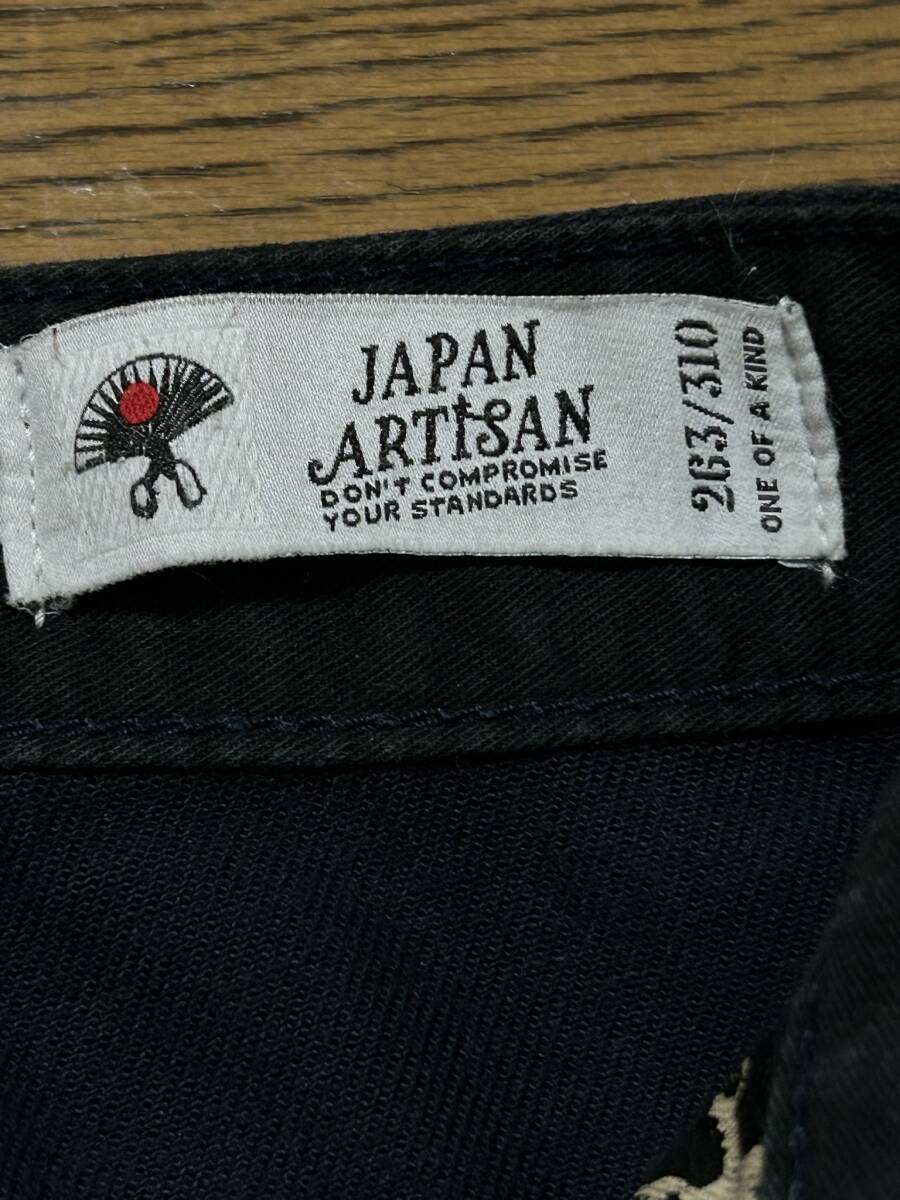 JAPAN
ARTISAN
DON'T COMPROMISE
YOUR STANDARDS
263/310
ONE OF A KIND